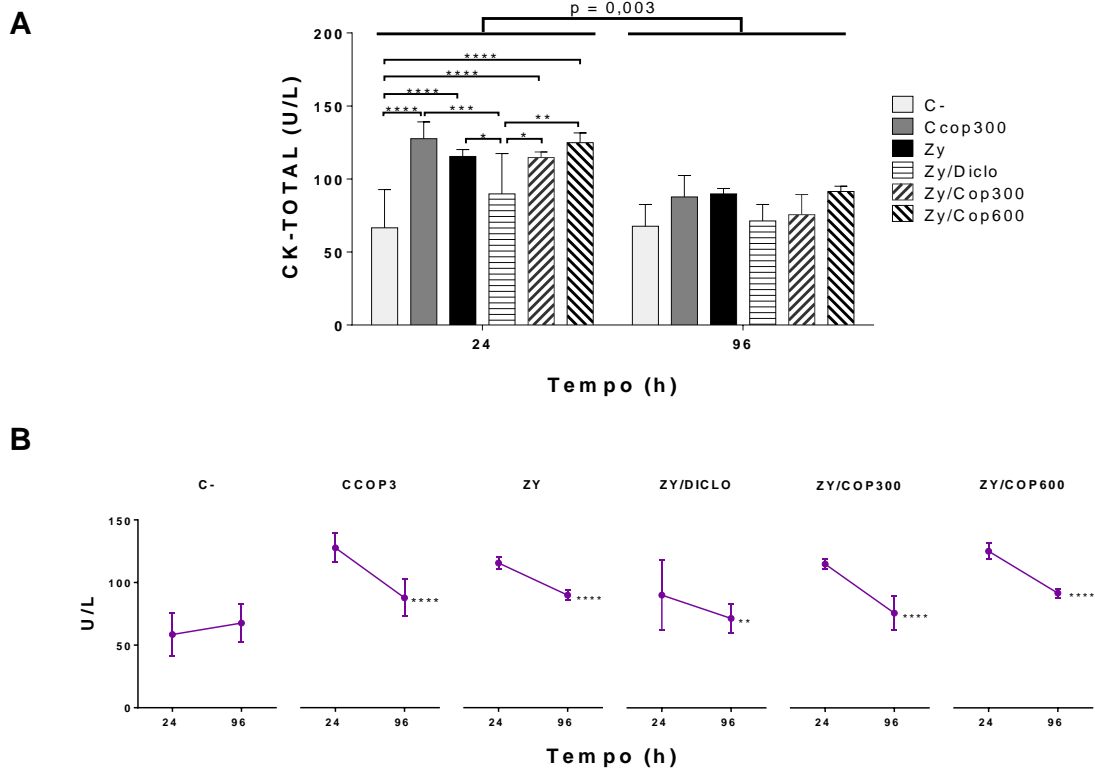 A
p = 0,003
200
150
100
50
0
CK-TOTAL (U/L)
****
****
****
**** ***
**
* *
24 96
Tempo (h)
C-
Ccop300
Zy
Zy/Diclo
Zy/Cop300
Zy/Cop600
B
C- CCOP3 ZY ZY/DICLO ZY/COP300 ZY/COP600
150
100
50
0
U/L
**** **** ** **** ****
24 96 24 96 24 96 24 96 24 96 24 96
Tempo (h)